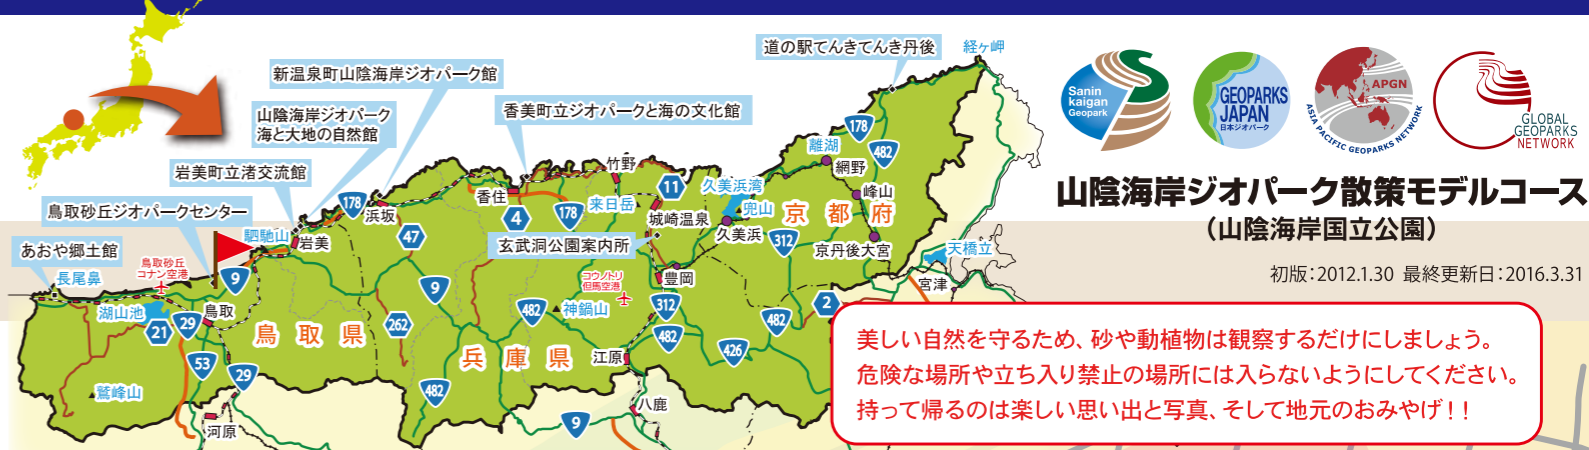 道の駅てんきてんき丹後
経ヶ岬
新温泉町山陰海岸ジオパーク館
山陰海岸ジオパーク
海と大地の自然館
香美町立ジオパークと海の文化館
岩美町立渚交流館
鳥取砂丘ジオパークセンター
あおや郷土館
玄武洞公園案内所
Sanin
kaigan
Geopark
GEOPARKS
JAPAN
日本ジオパーク
APGN
ASIA PACIFIC GEOPARKS NETWORK
GLOBAL
GEOPARKS
NETWORK
山陰海岸ジオパーク散策モデルコース
（山陰海岸国立公園）
初版：2012.1.30 最終更新日：2016.3.31
178
482
離湖
網野
竹野
11
久美浜湾
峰山
香住
来日岳
兜山
京都府
178
浜坂
4
178
城崎温泉
久美浜
駟馳山
岩美
47
312
京丹後大宮
天橋立
長尾鼻
鳥取砂丘
コナン空港
9
コウノトリ
但馬空港
豊岡
宮津
9
湖山池
鳥取
482
神鍋山
312
2
21
29
鳥取県
262
482
482
兵庫県
江原
426
53
29
482
鷲峰山
八鹿
河原
9
美しい自然を守るため、砂や動植物は観察するだけにしましょう。
危険な場所や立ち入り禁止の場所には入らないようにしてください。
持って帰るのは楽しい思い出と写真、そして地元のおみやげ！！